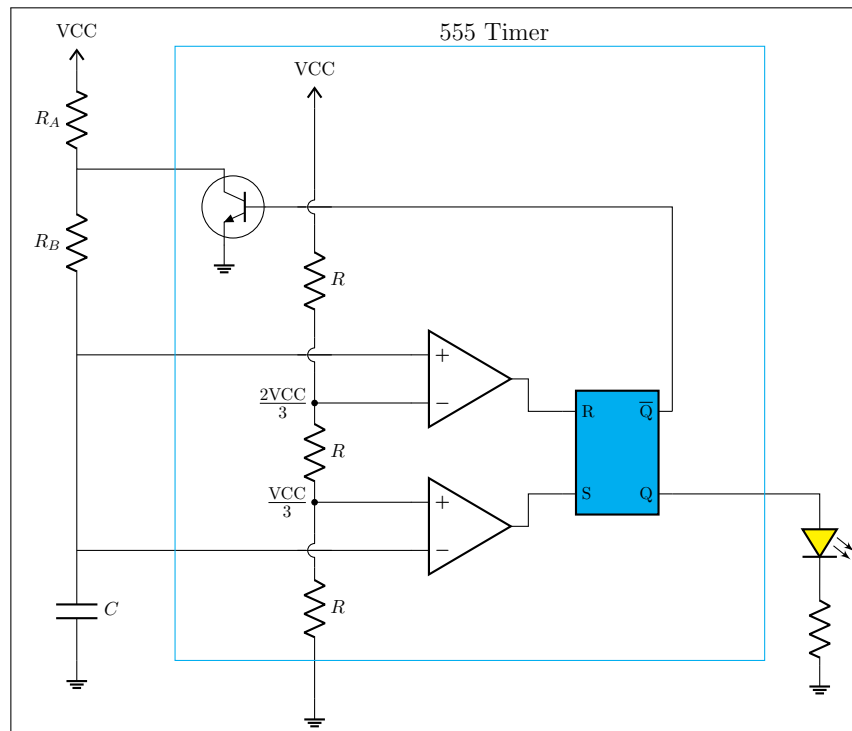 555 Timer
VCC
VCC
R_A
R_B
R
+
−
2VCC/3
R
R
Q̅
S
Q
VCC/3
+
−
R
C